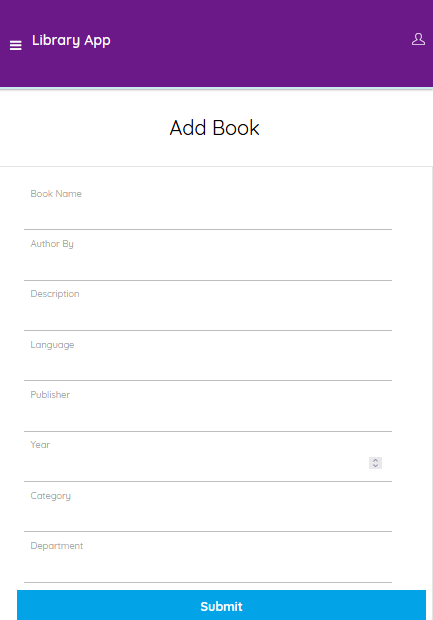 Library App
Add Book
Book Name
Author By
Description
Language
Publisher
Year
Category
Department
Submit